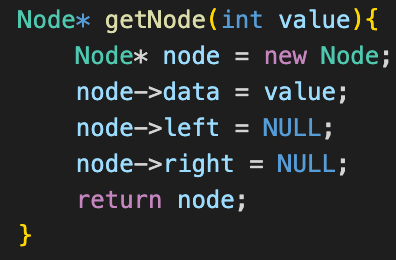 Node* getNode(int value){
    Node* node = new Node;
    node->data = value;
    node->left = NULL;
    node->right = NULL;
    return node;
}